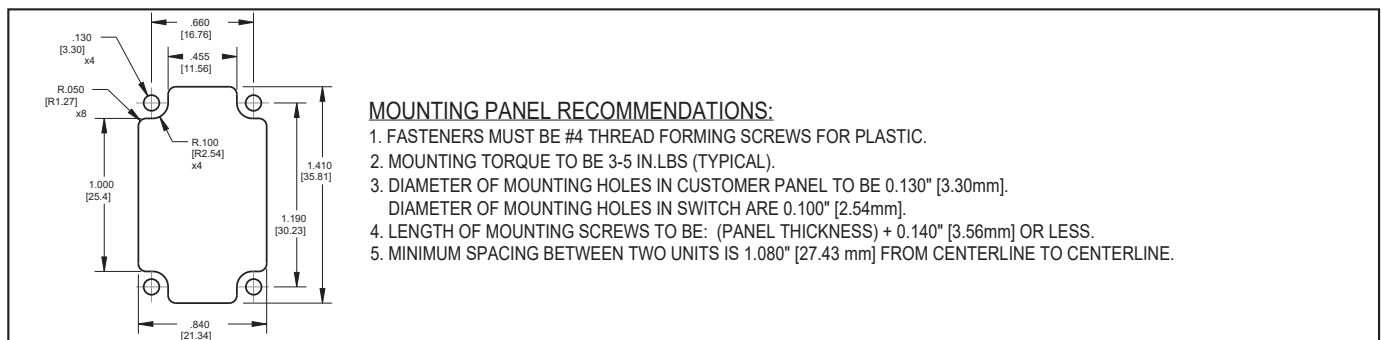 .660
[16.76]
.130
[3.30]
x4
.455
[11.56]
R.050
[R1.27]
x8
R.100
[R2.54]
x4
1.410
[35.81]
1.000
[25.4]
1.190
[30.23]
.840
[21.34]
MOUNTING PANEL RECOMMENDATIONS:
1. FASTENERS MUST BE #4 THREAD FORMING SCREWS FOR PLASTIC.
2. MOUNTING TORQUE TO BE 3-5 IN.LBS (TYPICAL).
3. DIAMETER OF MOUNTING HOLES IN CUSTOMER PANEL TO BE 0.130" [3.30mm].
DIAMETER OF MOUNTING HOLES IN SWITCH ARE 0.100" [2.54mm].
4. LENGTH OF MOUNTING SCREWS TO BE: (PANEL THICKNESS) + 0.140" [3.56mm] OR LESS.
5. MINIMUM SPACING BETWEEN TWO UNITS IS 1.080" [27.43 mm] FROM CENTERLINE TO CENTERLINE.